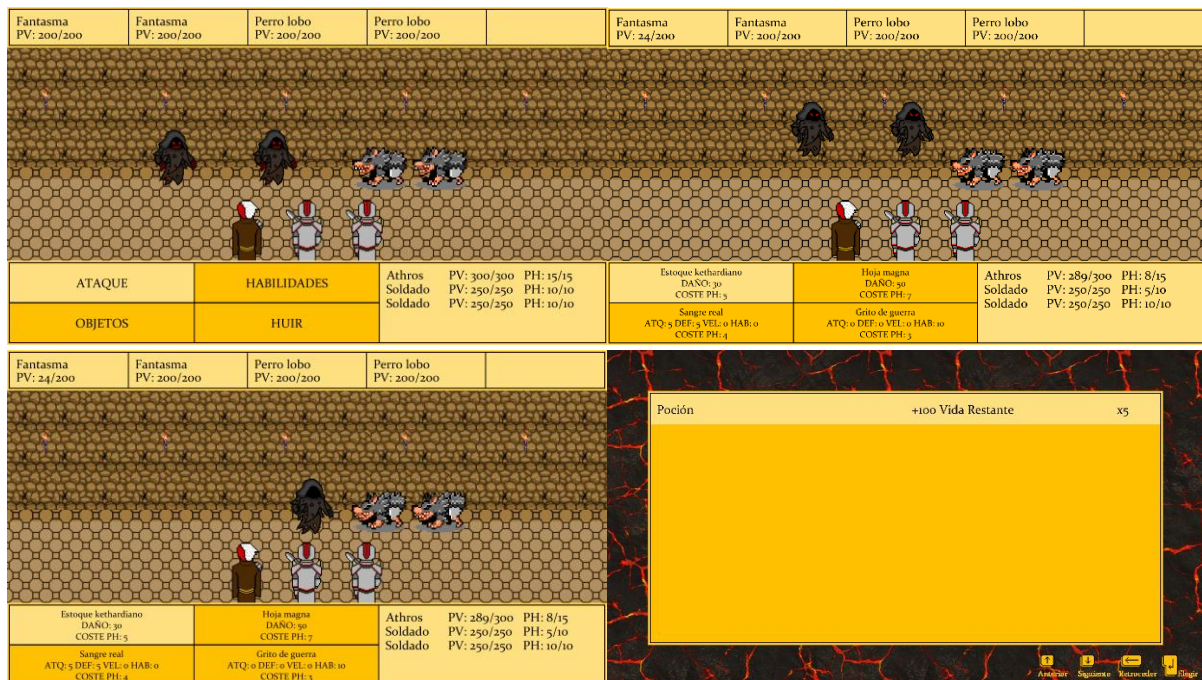 Fantasma
PV: 200/200
Fantasma
PV: 200/200
Perro lobo
PV: 200/200
Perro lobo
PV: 200/200
ATAQUE
HABILIDADES
OBJETOS
HUIR
Athros PV: 300/300 PH: 15/15
Soldado PV: 250/250 PH: 10/10
Soldado PV: 250/250 PH: 10/10
Fantasma
PV: 24/200
Fantasma
PV: 200/200
Perro lobo
PV: 200/200
Perro lobo
PV: 200/200
Estoque kethardiano
DAÑO: 30
COSTE PH: 5
Hoja magna
DAÑO: 50
COSTE PH: 7
Sangre real
ATQ: 5 DEF: 5 VEL: 0 HAB: 0
COSTE PH: 4
Grito de guerra
ATQ: 0 DEF: 0 VEL: 0 HAB: 10
COSTE PH: 3
Athros PV: 289/300 PH: 8/15
Soldado PV: 250/250 PH: 5/10
Soldado PV: 250/250 PH: 10/10
Fantasma
PV: 24/200
Fantasma
PV: 200/200
Perro lobo
PV: 200/200
Perro lobo
PV: 200/200
Estoque kethardiano
DAÑO: 30
COSTE PH: 5
Hoja magna
DAÑO: 50
COSTE PH: 7
Sangre real
ATQ: 5 DEF: 5 VEL: 0 HAB: 0
COSTE PH: 4
Grito de guerra
ATQ: 0 DEF: 0 VEL: 0 HAB: 10
COSTE PH: 3
Athros PV: 289/300 PH: 8/15
Soldado PV: 250/250 PH: 5/10
Soldado PV: 250/250 PH: 10/10
Poción +100 Vida Restante x5
Anterior Siguiente Retroceder Elegir